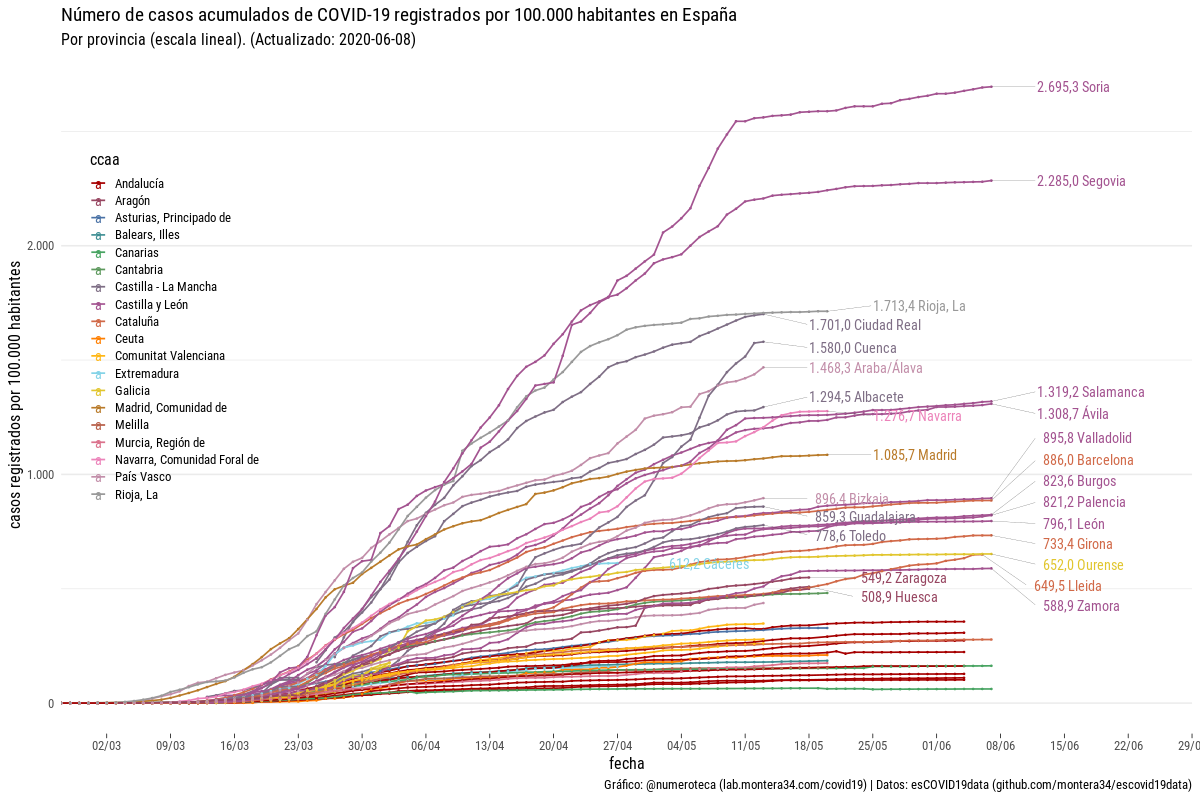 Número de casos acumulados de COVID-19 registrados por 100.000 habitantes en España
Por provincia (escala lineal). (Actualizado: 2020-06-08)
casos registrados por 100.000 habitantes
2.000
1.000
0
ccaa
Andalucía
Aragón
Asturias, Principado de
Balears, Illes
Canarias
Cantabria
Castilla - La Mancha
Castilla y León
Cataluña
Ceuta
Comunitat Valenciana
Extremadura
Galicia
Madrid, Comunidad de
Melilla
Murcia, Región de
Navarra, Comunidad Foral de
País Vasco
Rioja, La
2.695,3 Soria
2.285,0 Segovia
1.713,4 Rioja, La
1.701,0 Ciudad Real
1.580,0 Cuenca
1.468,3 Araba/Álava
1.294,5 Albacete
1.276,7 Navarra
1.319,2 Salamanca
1.308,7 Ávila
895,8 Valladolid
1.085,7 Madrid
886,0 Barcelona
823,6 Burgos
896,4 Bizkaia
821,2 Palencia
859,3 Guadalajara
796,1 León
778,6 Toledo
733,4 Girona
612,2 Cáceres
652,0 Ourense
549,2 Zaragoza
649,5 Lleida
508,9 Huesca
588,9 Zamora
02/03 09/03 16/03 23/03 30/03 06/04 13/04 20/04 27/04 04/05 11/05 18/05 25/05 01/06 08/06 15/06 22/06 29/0
fecha
Gráfico: @numeroteca (lab.montera34.com/covid19) | Datos: esCOVID19data (github.com/montera34/escovid19data)